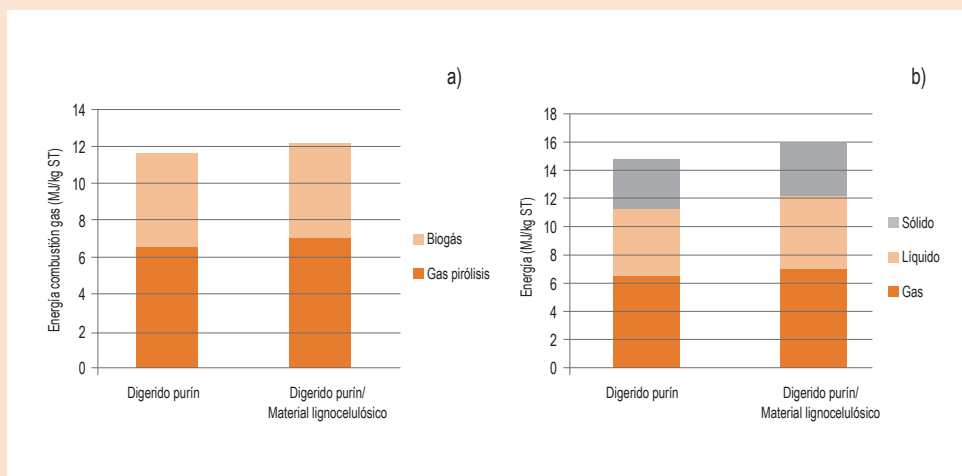 a)
Energía combustión gas (MJ/kg ST)
14
12
10
8
6
4
2
0
Digerido purín
Digerido purín/
Material lignocelulósico
Biogás
Gas pirólisis
b)
Energía (MJ/kg ST)
18
16
14
12
10
8
6
4
2
0
Digerido purín
Digerido purín/
Material lignocelulósico
Sólido
Líquido
Gas